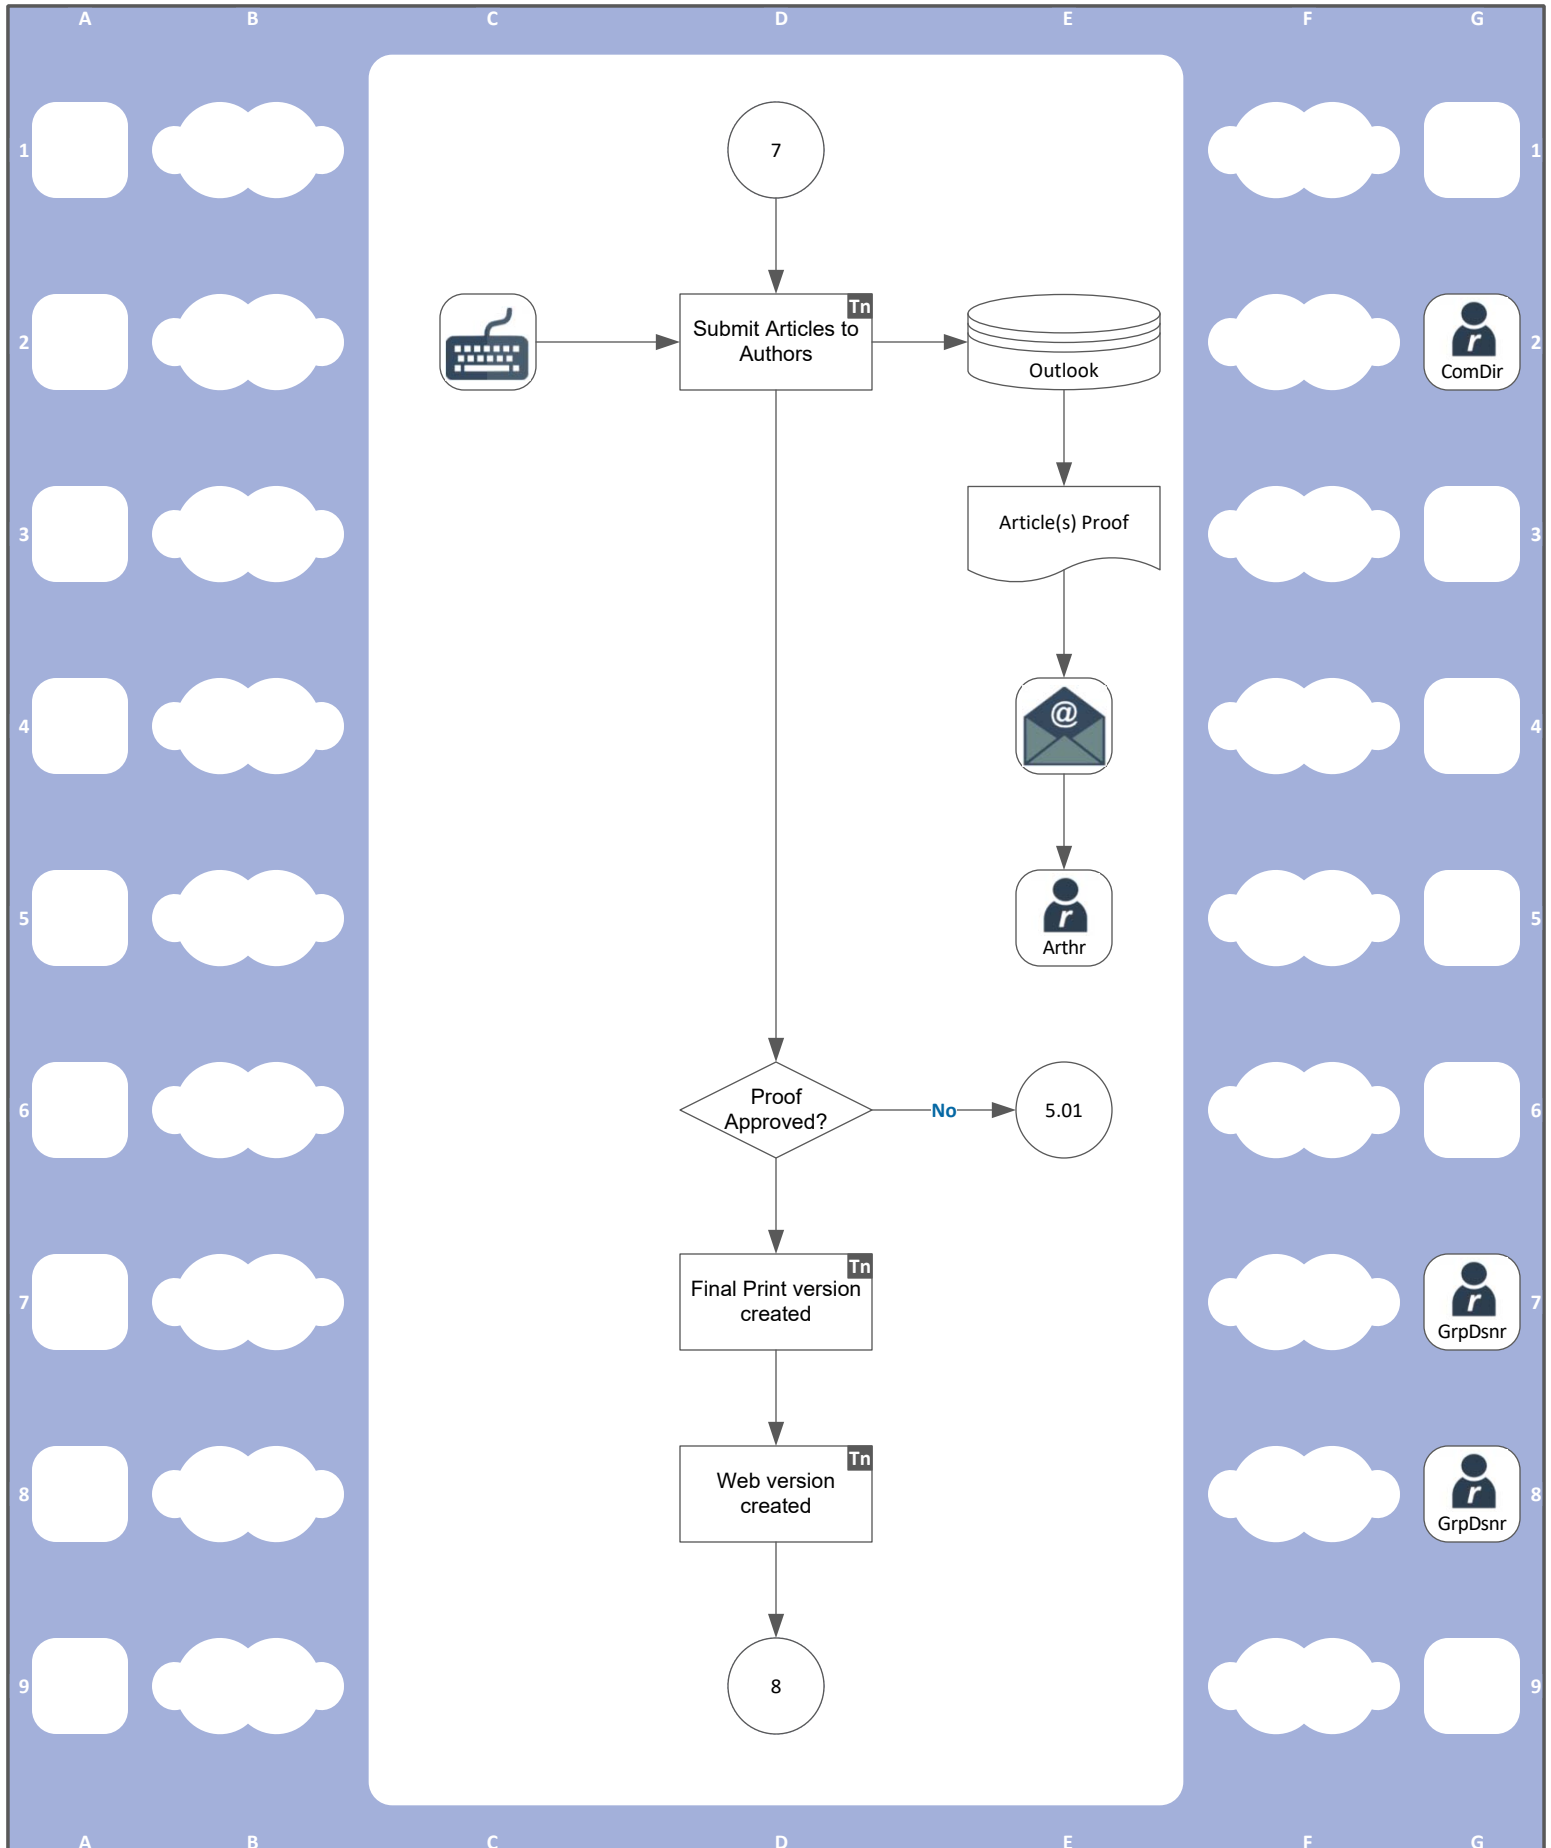 A B C D E F G
1 7 1
Tn
2 Submit Articles to 2
Authors
Outlook
r
ComDir
3 Article(s) Proof 3
4 @ 4
5 r 5
Arthr
Proof
6 Approved? No 5.01 6
Tn
7 Final Print version 7
created
r
GrpDsnr
Tn
8 Web version 8
created
r
GrpDsnr
9 8 9
A B C D E F G